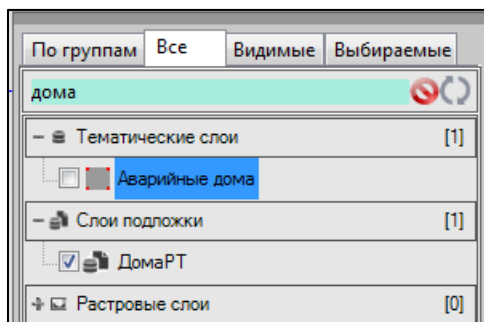 По группам Все Видимые Выбираемые
дома
Тематические слои [1]
Аварийные дома
Слои подложки [1]
ДомаРТ
Растровые слои [0]